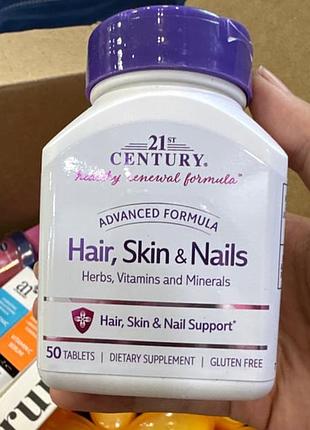 21ST
CENTURY®
healthy renewal formula™
ADVANCED FORMULA
Hair, Skin & Nails
Herbs, Vitamins and Minerals
Hair, Skin & Nail Support*
50 TABLETS | DIETARY SUPPLEMENT | GLUTEN FREE